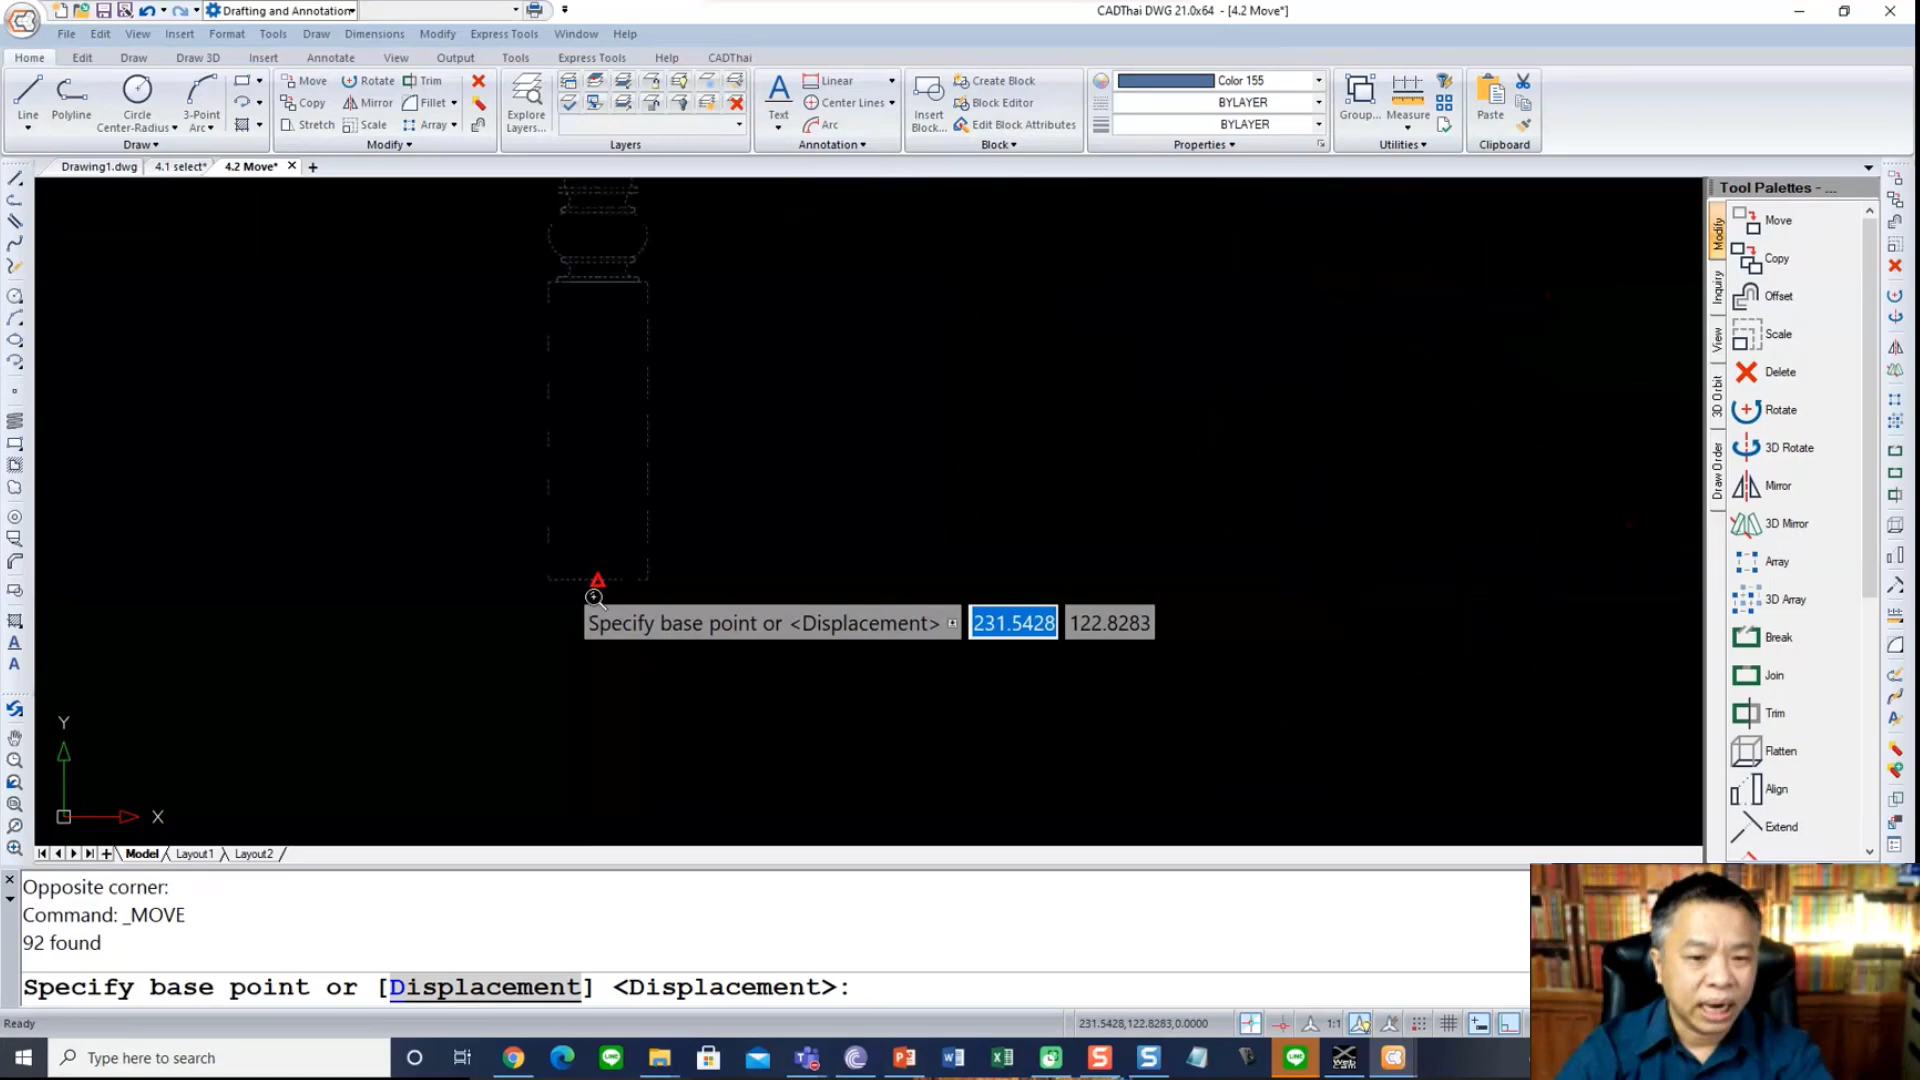 Drafting and Annotation
CADThai DWG 21.0x64 - [4.2 Move*]
File Edit View Insert Format Tools Draw Dimensions Modify Express Tools Window Help
Home Edit Draw Draw 3D Insert Annotate View Output Tools Express Tools Help CADThai
Line
Polyline
Circle
Center-Radius
3-Point
Arc
Draw
Move Rotate Trim
Copy Mirror Fillet
Stretch Scale Array
Modify
Explore
Layers...
Layers
Text
Linear
Center Lines
Arc
Annotation
Insert
Block...
Create Block
Block Editor
Edit Block Attributes
Block
Color 155
BYLAYER
BYLAYER
Properties
Group...
Measure
Utilities
Paste
Clipboard
Drawing1.dwg 4.1 select* 4.2 Move*
Tool Palettes - ...
Modify
Inquiry
View
3D Orbit
Draw Order
Move
Copy
Offset
Scale
Delete
Rotate
3D Rotate
Mirror
3D Mirror
Array
3D Array
Break
Join
Trim
Flatten
Align
Extend
Specify base point or <Displacement> 231.5428 122.8283
Y
X
Model Layout1 Layout2
Opposite corner:
Command: _MOVE
92 found
Specify base point or [Displacement] <Displacement>:
Ready
231.5428,122.8283,0.0000
1:1
Type here to search